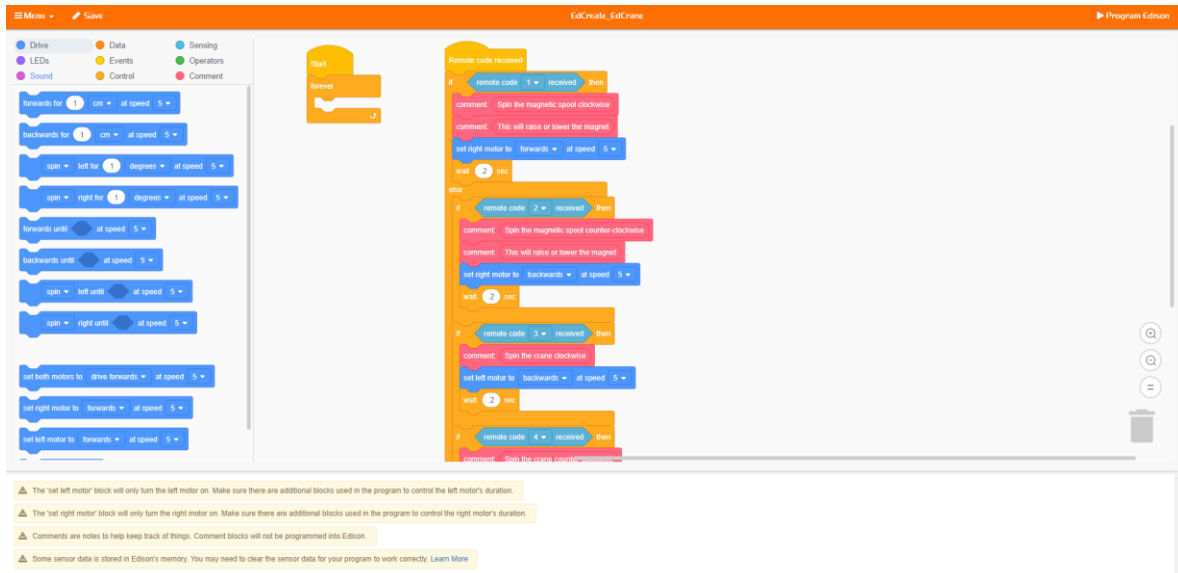 Menu
Save
EdCreate_EdCrane
Program Edison
Drive
Data
Sensing
LEDs
Events
Operators
Sound
Control
Comment
forwards for 1 cm at speed 5
backwards for 1 cm at speed 5
spin left for 1 degrees at speed 5
spin right for 1 degrees at speed 5
forwards until at speed 5
backwards until at speed 5
spin left until at speed 5
spin right until at speed 5
set both motors to drive forwards at speed 5
set right motor to forwards at speed 5
set left motor to forwards at speed 5
Start
forever
Remote code received
if remote code 1 received then
comment: Spin the magnetic spool clockwise
comment: This will raise or lower the magnet
set right motor to forwards at speed 5
wait .2 sec
else
if remote code 2 received then
comment: Spin the magnetic spool counter-clockwise
comment: This will raise or lower the magnet
set right motor to backwards at speed 5
wait .2 sec
if remote code 3 received then
comment: Spin the crane clockwise
set left motor to backwards at speed 5
wait .2 sec
if remote code 4 received then
comment: Spin the crane
The 'set left motor' block will only turn the left motor on. Make sure there are additional blocks used in the program to control the left motor's duration.
The 'set right motor' block will only turn the right motor on. Make sure there are additional blocks used in the program to control the right motor's duration.
Comments are notes to help keep track of things. Comment blocks will not be programmed into Edison.
Some sensor data is stored in Edison's memory. You may need to clear the sensor data for your program to work correctly. Learn More